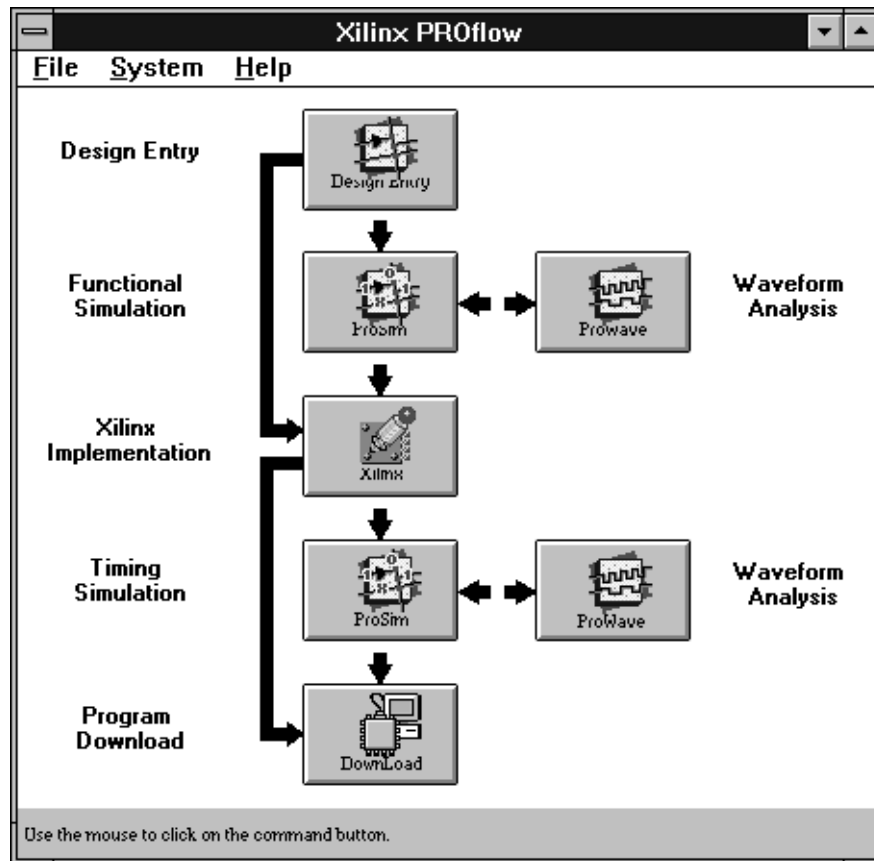 Xilinx PROflow
File System Help
Design Entry
Design Entry
Functional
Simulation
ProSim
Prowave
Waveform
Analysis
Xilinx
Implementation
Xilinx
Timing
Simulation
ProSim
ProWave
Waveform
Analysis
Program
Download
DownLoad
Use the mouse to click on the command button.